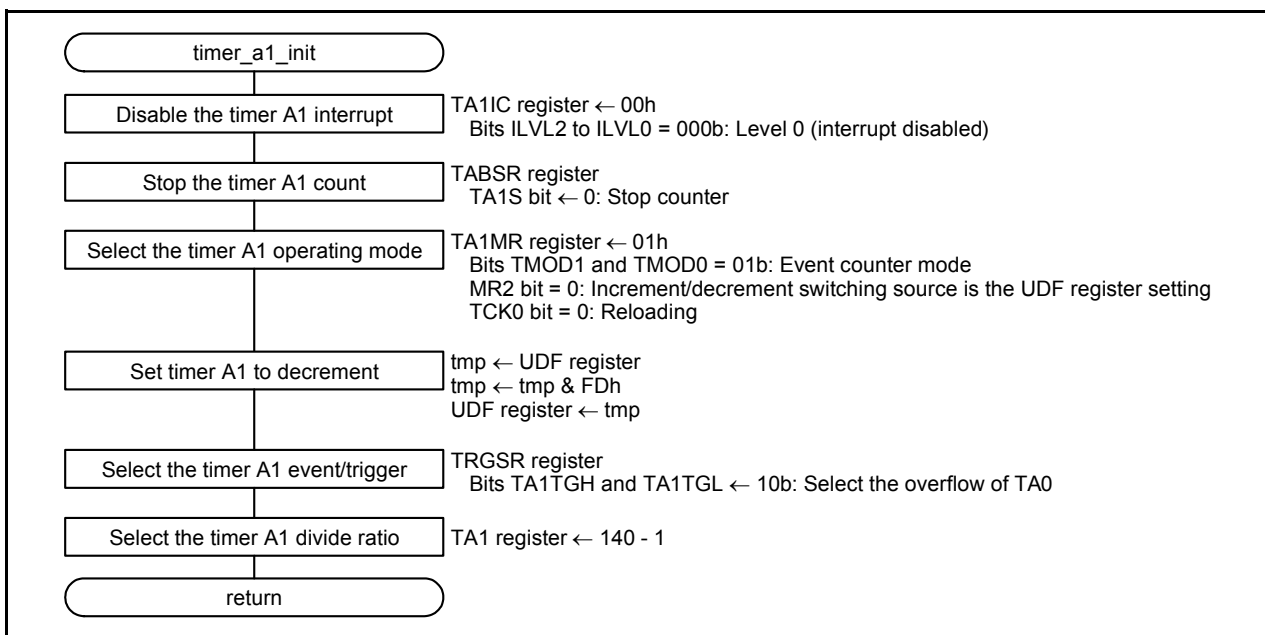 timer_a1_init
Disable the timer A1 interrupt
TA1IC register ← 00h
Bits ILVL2 to ILVL0 = 000b: Level 0 (interrupt disabled)
Stop the timer A1 count
TABSR register
TA1S bit ← 0: Stop counter
Select the timer A1 operating mode
TA1MR register ← 01h
Bits TMOD1 and TMOD0 = 01b: Event counter mode
MR2 bit = 0: Increment/decrement switching source is the UDF register setting
TCK0 bit = 0: Reloading
Set timer A1 to decrement
tmp ← UDF register
tmp ← tmp & FDh
UDF register ← tmp
Select the timer A1 event/trigger
TRGSR register
Bits TA1TGH and TA1TGL ← 10b: Select the overflow of TA0
Select the timer A1 divide ratio
TA1 register ← 140 - 1
return